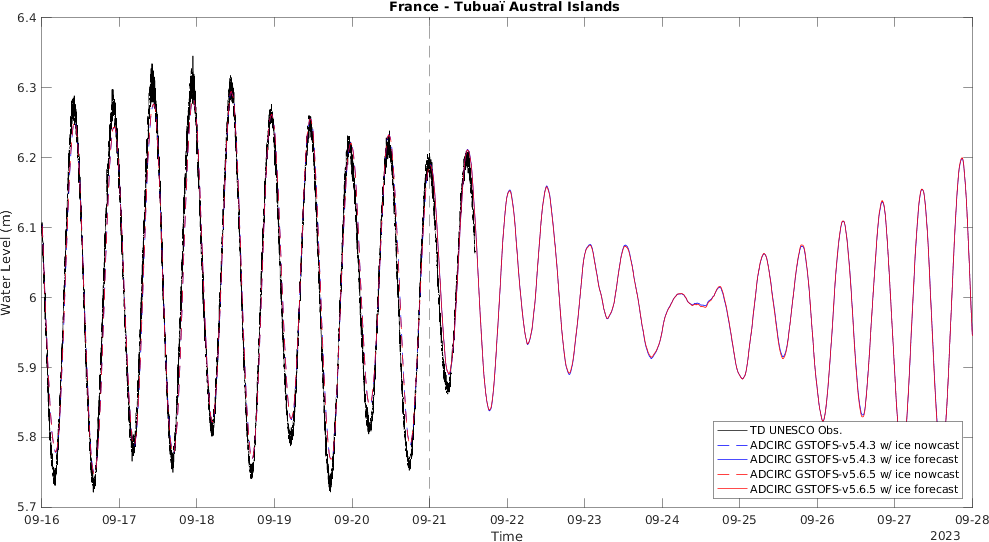 France - Tubuaï Austral Islands
6.4
6.3
6.2
6.1
6
5.9
5.8
5.7
Water Level (m)
TD UNESCO Obs.
ADCIRC GSTOFS-v5.4.3 w/ ice nowcast
ADCIRC GSTOFS-v5.4.3 w/ ice forecast
ADCIRC GSTOFS-v5.6.5 w/ ice nowcast
ADCIRC GSTOFS-v5.6.5 w/ ice forecast
09-16 09-17 09-18 09-19 09-20 09-21 09-22 09-23 09-24 09-25 09-26 09-27 09-28
Time
2023